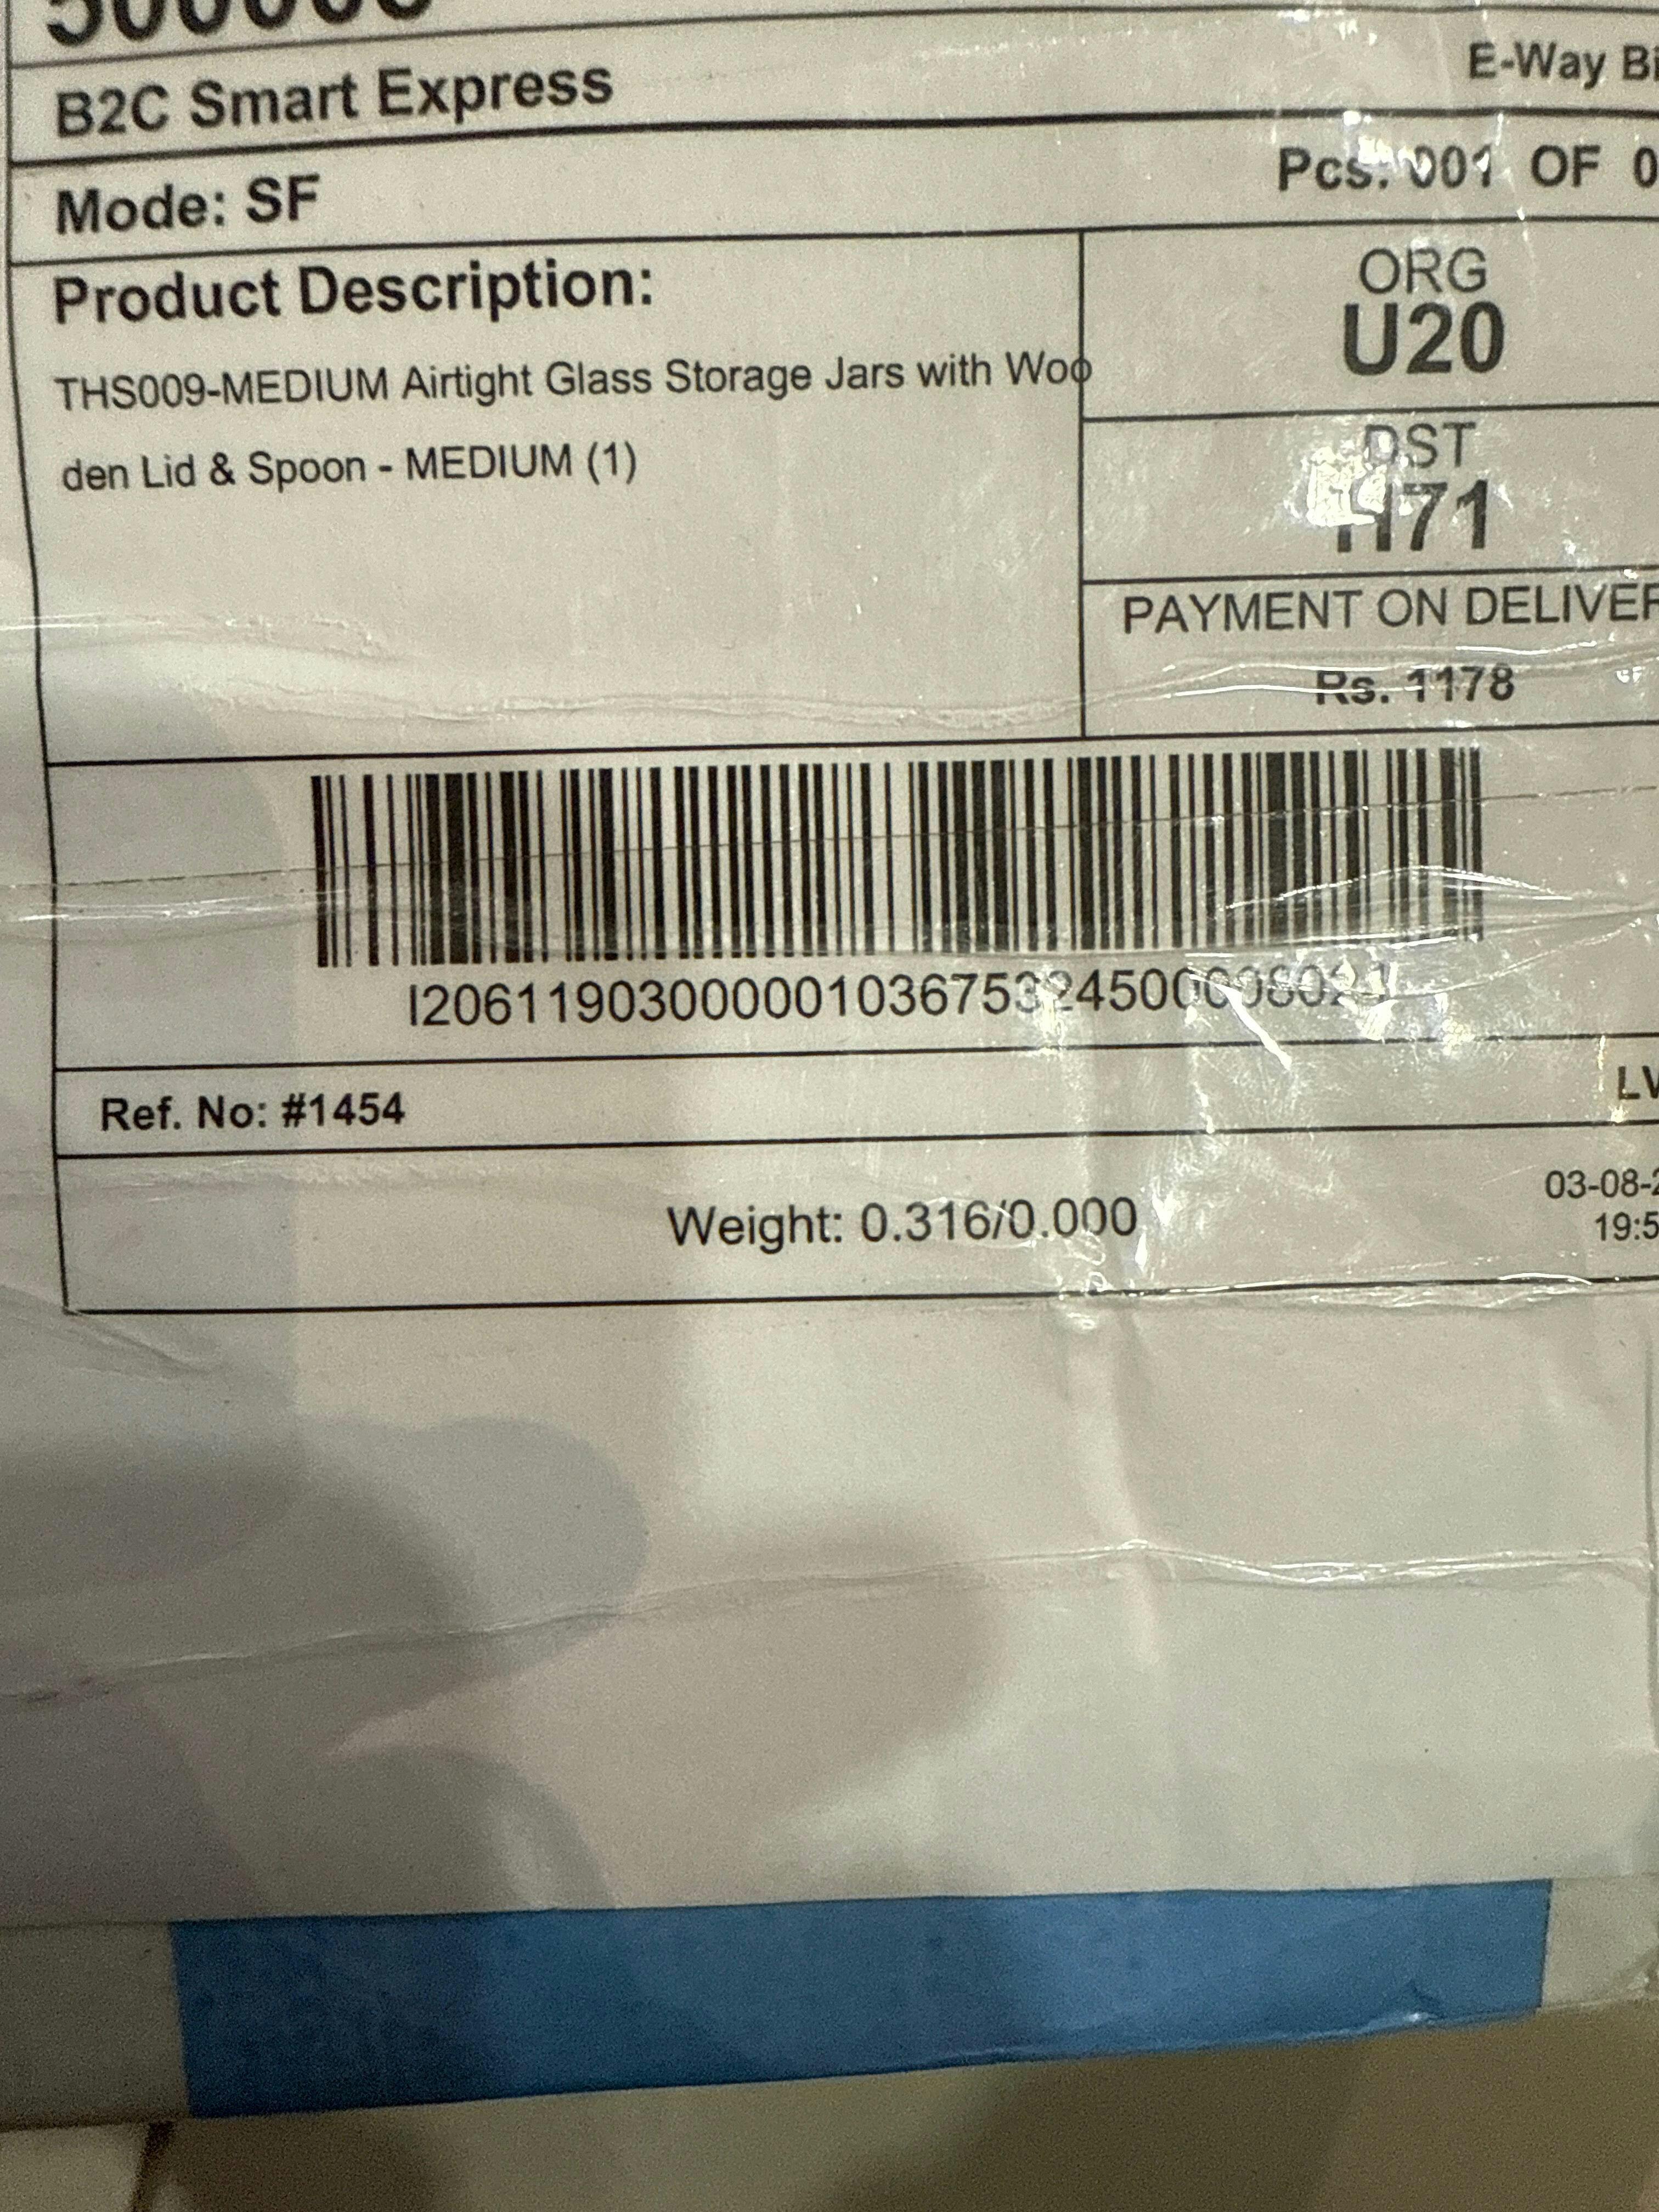 B2C Smart Express
E-Way
Mode: SF
Pcs: 001 OF
Product Description:
ORG
U20
THS009-MEDIUM Airtight Glass Storage Jars with Woo
den Lid & Spoon - MEDIUM (1)
DST
PAYMENT ON
Rs. 1178
Ref. No: #1454
Weight: 0.316/0.000